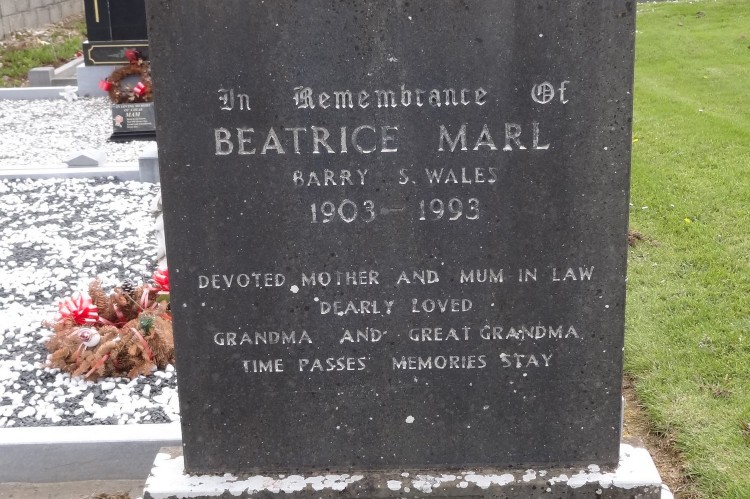 In Remembrance Of
BEATRICE MARL
BARRY S. WALES
1903 - 1993
DEVOTED MOTHER AND MUM IN LAW
DEARLY LOVED
GRANDMA AND GREAT GRANDMA
TIME PASSES MEMORIES STAY
MAM